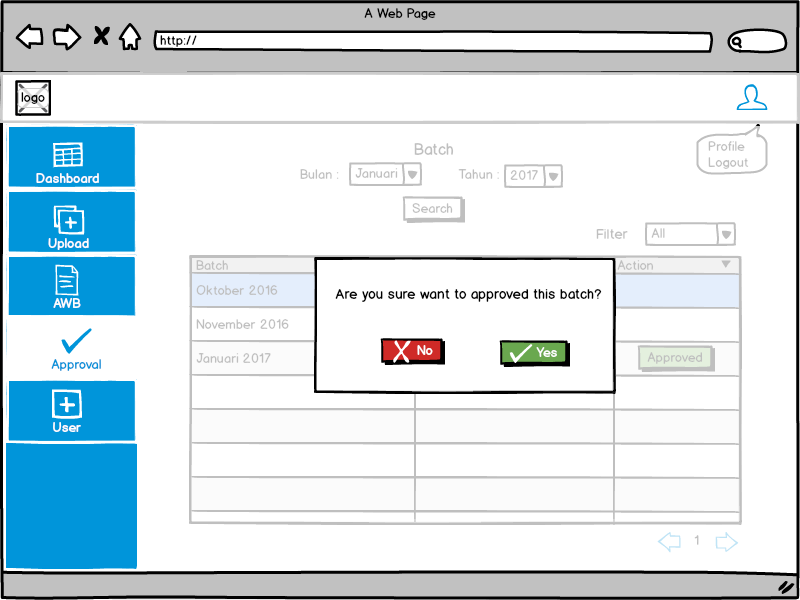 A Web Page
http://
logo
Profile
Logout
Dashboard
Upload
AWB
Approval
User
Batch
Bulan : Januari Tahun : 2017
Search
Filter All
Batch Action
Oktober 2016
November 2016
Januari 2017 Approved
Are you sure want to approved this batch?
No Yes
1